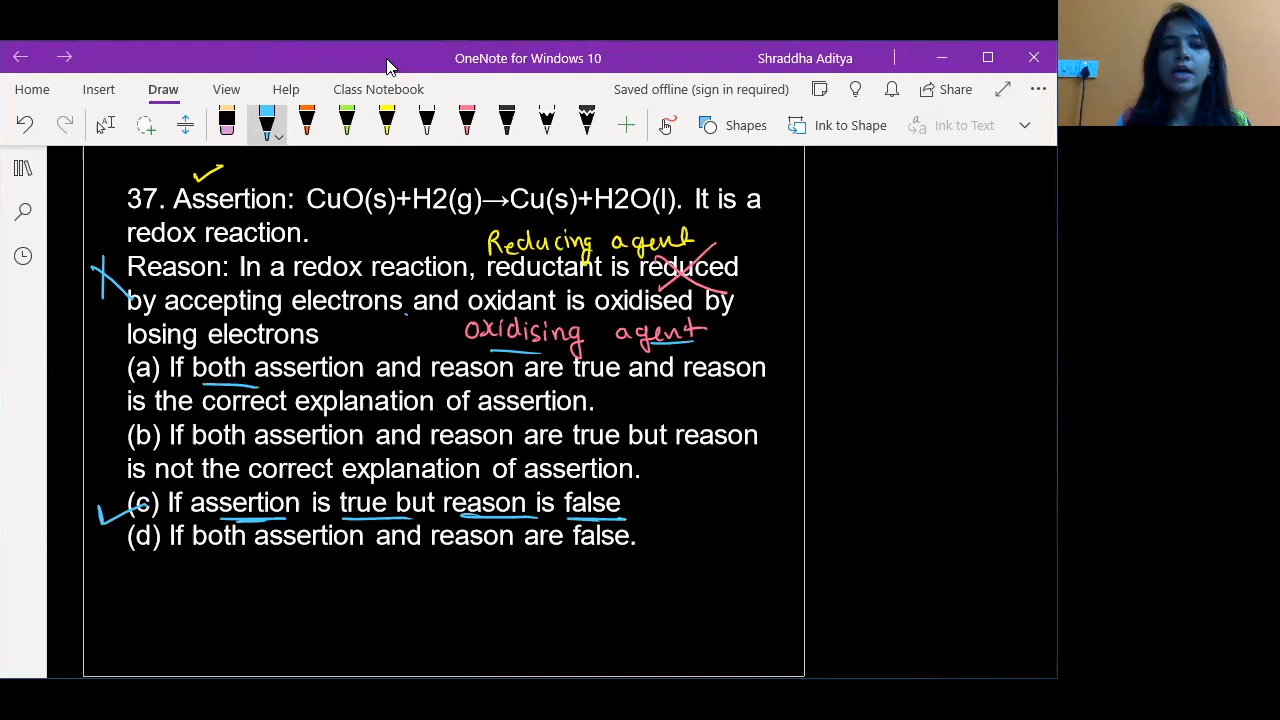 OneNote for Windows 10
Shraddha Aditya
Home Insert Draw View Help Class Notebook
Saved offline (sign in required)
Share
Shapes
Ink to Shape
Ink to Text
37. Assertion: CuO(s)+H2(g)→Cu(s)+H2O(l). It is a
redox reaction.
Reducing agent
Reason: In a redox reaction, reductant is reduced
by accepting electrons and oxidant is oxidised by
losing electrons
oxidising agent
(a) If both assertion and reason are true and reason
is the correct explanation of assertion.
(b) If both assertion and reason are true but reason
is not the correct explanation of assertion.
(c) If assertion is true but reason is false
(d) If both assertion and reason are false.